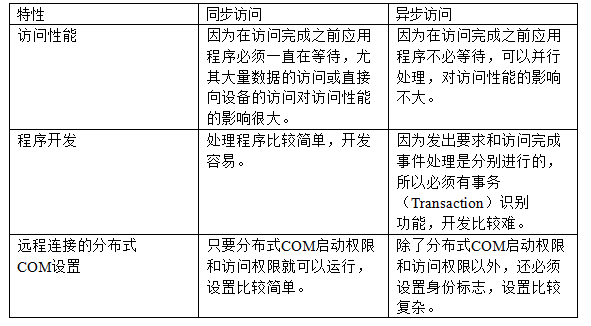 特性
同步访问
异步访问
访问性能
因为在访问完成之前应用
程序必须一直在等待，尤
其大量数据的访问或直接
向设备的访问对访问性能
的影响很大。
因为在访问完成之前应用
程序不必等待，可以并行
处理，对访问性能的影响
不大。
程序开发
处理程序比较简单，开发
容易。
因为发出要求和访问完成
事件处理是分别进行的，
所以必须有事务
（Transaction）识别
功能，开发比较难。
远程连接的分布式
COM设置
只要分布式COM启动权限
和访问权限就可以运行，
设置比较简单。
除了分布式COM启动权限
和访问权限以外，还必须
设置身份标志，设置比较
复杂。